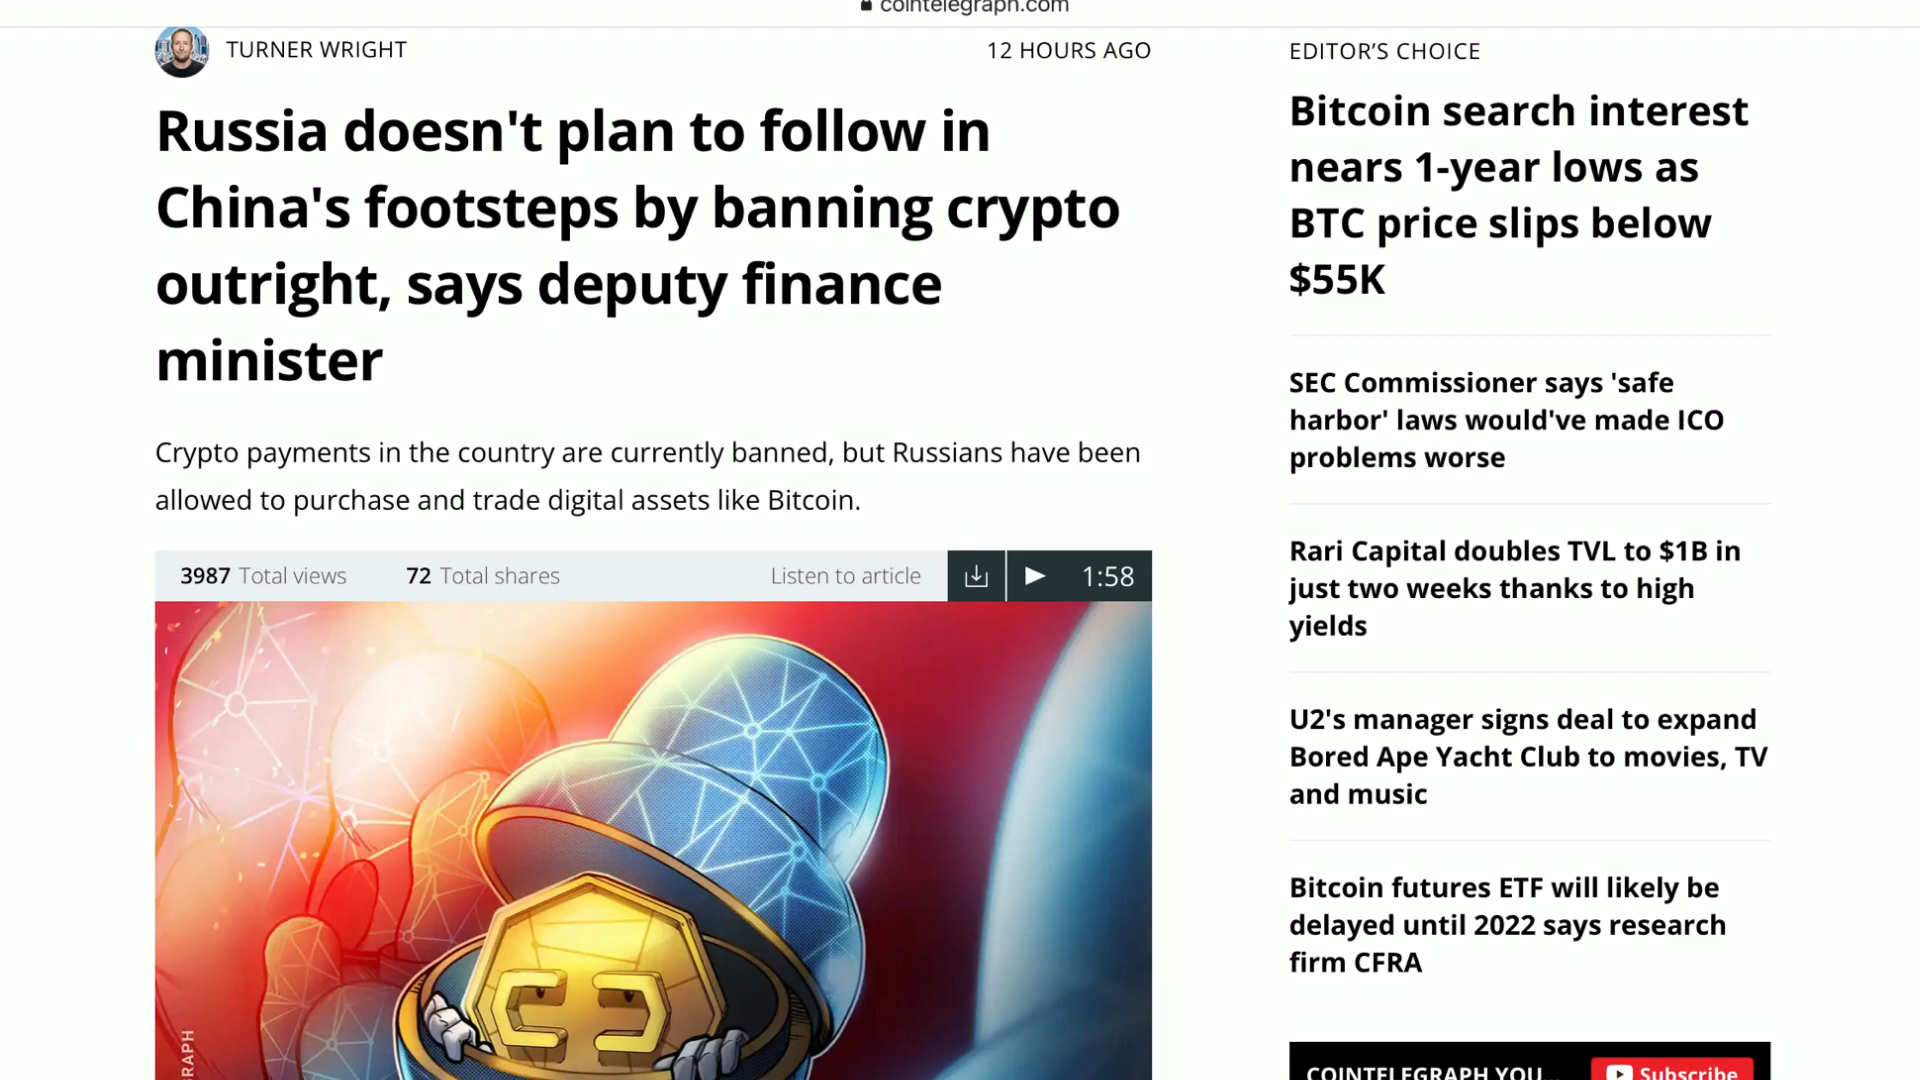 cointelegraph.com
TURNER WRIGHT
12 HOURS AGO
Russia doesn't plan to follow in
China's footsteps by banning crypto
outright, says deputy finance
minister
Crypto payments in the country are currently banned, but Russians have been
allowed to purchase and trade digital assets like Bitcoin.
3987 Total views
72 Total shares
Listen to article
1:58
GRAPH
EDITOR'S CHOICE
Bitcoin search interest
nears 1-year lows as
BTC price slips below
$55K
SEC Commissioner says 'safe
harbor' laws would've made ICO
problems worse
Rari Capital doubles TVL to $1B in
just two weeks thanks to high
yields
U2's manager signs deal to expand
Bored Ape Yacht Club to movies, TV
and music
Bitcoin futures ETF will likely be
delayed until 2022 says research
firm CFRA
COINTELEGRAPH YOU...
Subscribe